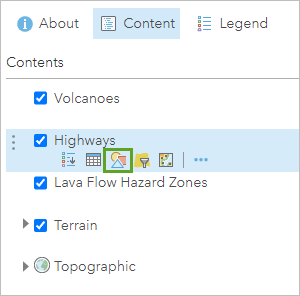 About Content Legend
Contents
Volcanoes
Highways
Lava Flow Hazard Zones
Terrain
Topographic